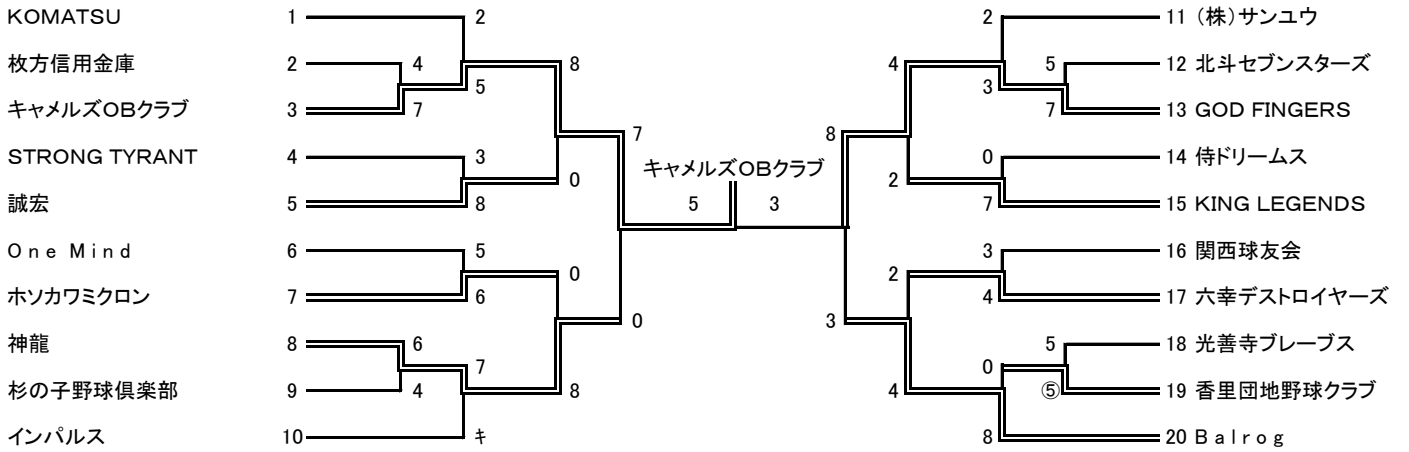 KOMATSU 1 2 2 11 (株)サンユウ
枚方信用金庫 2 4 8 4 5 12 北斗セブンスターズ
5 3
キャメルズOBクラブ 3 7 7 13 GOD FINGERS
7 8
STRONG TYRANT 4 3 キャメルズOBクラブ 0 14 侍ドリームス
0 2
誠宏 5 8 5 3 7 15 KING LEGENDS
One Mind 6 5 3 16 関西球友会
0 2
ホソカワミクロン 7 6 4 17 六幸デストロイヤーズ
0 3
神龍 8 6 5 18 光善寺ブレーブス
7 0
杉の子野球倶楽部 9 4 8 4 ⑤ 19 香里団地野球クラブ
インパルス 10 キ 8 20 Balrog